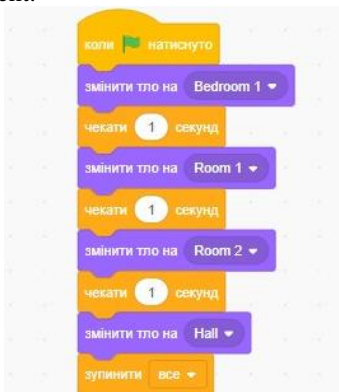 коли натиснуто
змінити тло на Bedroom 1
чекати 1 секунд
змінити тло на Room 1
чекати 1 секунд
змінити тло на Room 2
чекати 1 секунд
змінити тло на Hall
зупинити все